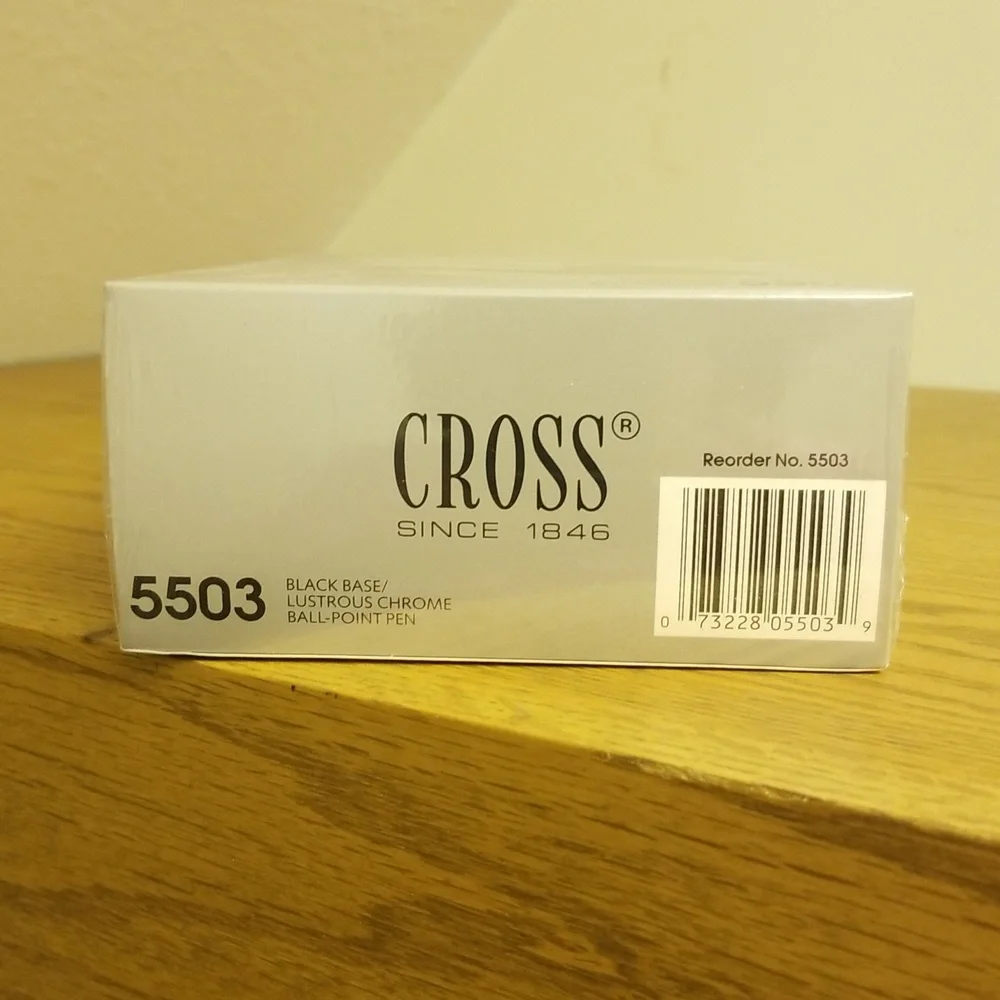 CROSS®
SINCE 1846
Reorder No. 5503
5503 BLACK BASE/
LUSTROUS CHROME
BALL-POINT PEN
0 73228 05503 9